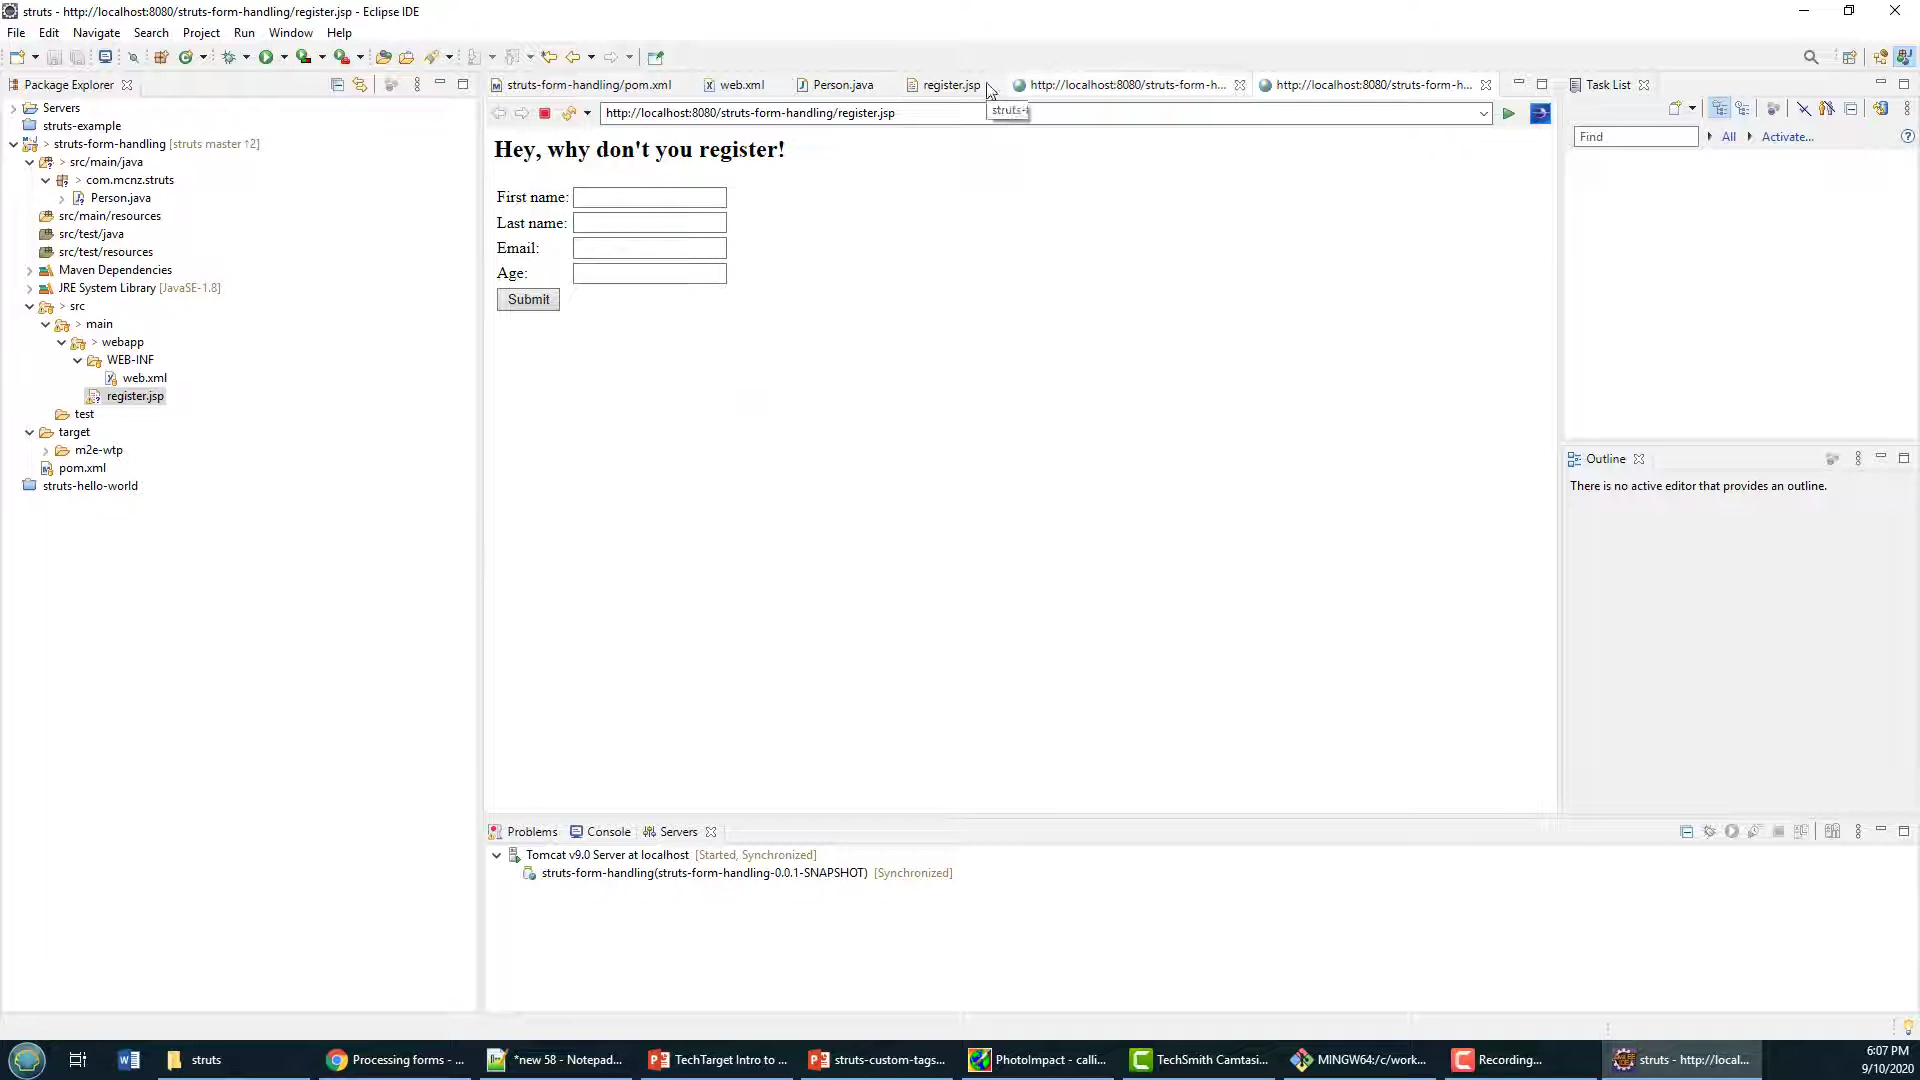 struts - http://localhost:8080/struts-form-handling/register.jsp - Eclipse IDE
File Edit Navigate Search Project Run Window Help
Package Explorer
struts-form-handling/pom.xml
web.xml
Person.java
register.jsp
http://localhost:8080/struts-form-h...
http://localhost:8080/struts-form-h...
Task List
http://localhost:8080/struts-form-handling/register.jsp
Find
All
Activate...
Servers
struts-example
> struts-form-handling [struts master ↑2]
> src/main/java
> com.mcnz.struts
Person.java
src/main/resources
src/test/java
src/test/resources
Maven Dependencies
JRE System Library [JavaSE-1.8]
> src
> main
> webapp
WEB-INF
web.xml
register.jsp
test
target
m2e-wtp
pom.xml
struts-hello-world
Hey, why don't you register!
First name:
Last name:
Email:
Age:
Submit
Outline
There is no active editor that provides an outline.
Problems
Console
Servers
Tomcat v9.0 Server at localhost [Started, Synchronized]
struts-form-handling(struts-form-handling-0.0.1-SNAPSHOT) [Synchronized]
struts
Processing forms - ...
*new 58 - Notepad...
TechTarget Intro to ...
struts-custom-tags...
PhotoImpact - calli...
TechSmith Camtasi...
MINGW64:/c/work...
Recording...
struts - http://local...
6:07 PM
9/10/2020